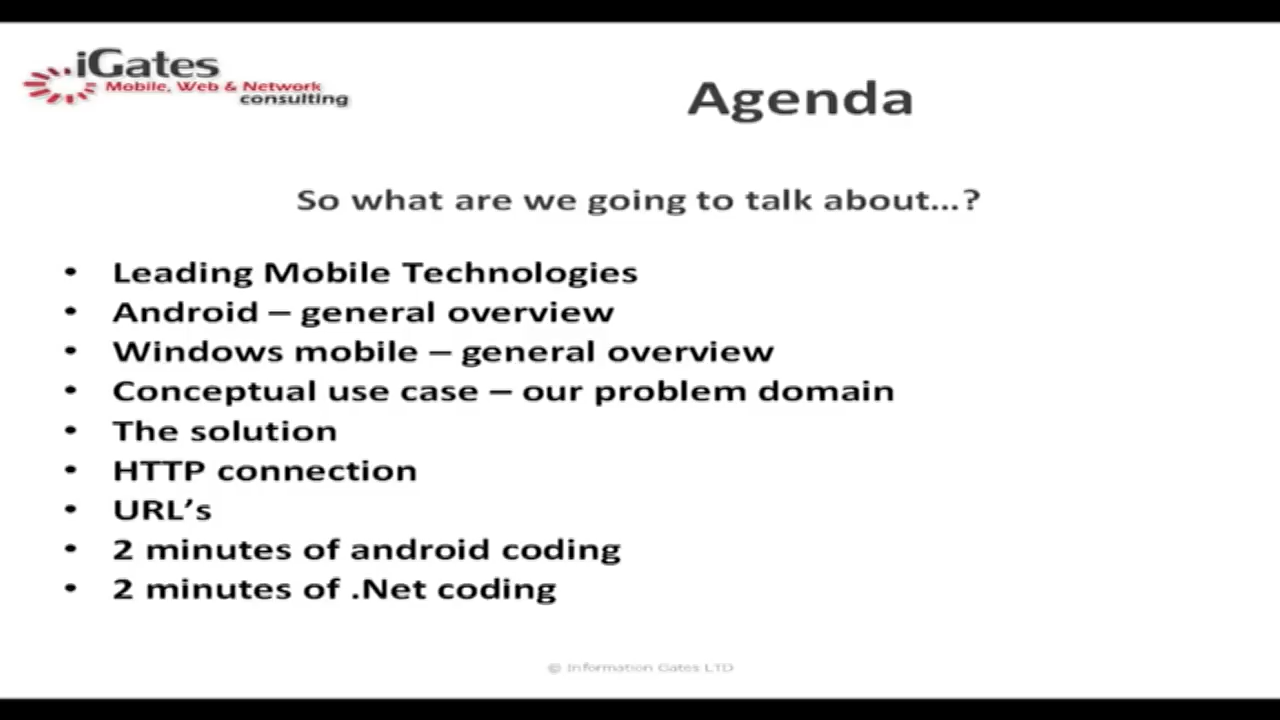 iGates
Mobile, Web & Network
consulting
Agenda
So what are we going to talk about...?
• Leading Mobile Technologies
• Android – general overview
• Windows mobile – general overview
• Conceptual use case – our problem domain
• The solution
• HTTP connection
• URL’s
• 2 minutes of android coding
• 2 minutes of .Net coding
© Information Gates LTD